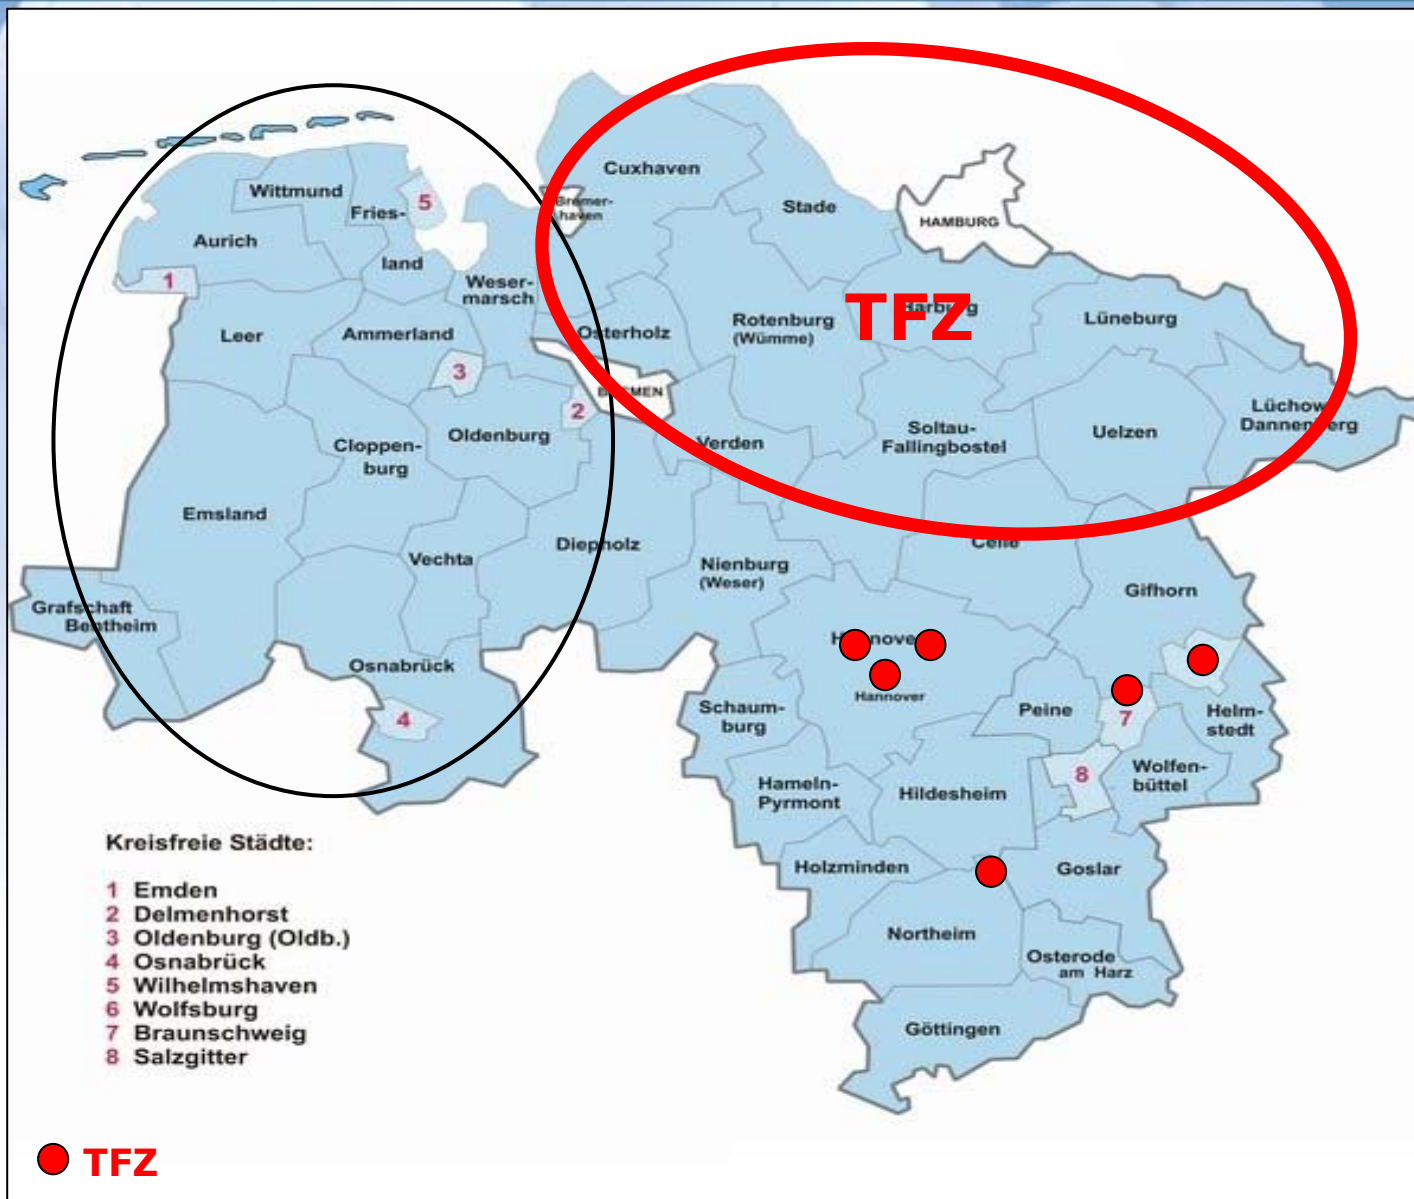 Cuxhaven
Wittmund
5
Bremer-
haven
Fries-
Stade
HAMBURG
Aurich
land
1
Weser-
marsch
TFZ
Harburg
Lüneburg
Leer
Ammerland
Osterholz
Rotenburg
(Wümme)
3
BREMEN
2
Lüchow
Dannenberg
Cloppen-
burg
Oldenburg
Verden
Soltau-
Fallingbostel
Uelzen
Emsland
Diepholz
Celle
Vechta
Nienburg
(Weser)
Gifhorn
Grafschaft
Bentheim
Hannover
Osnabrück
Hannover
4
Schaum-
burg
Peine
7
Helm-
stedt
8
Wolfen-
büttel
Hameln-
Pyrmont
Hildesheim
Holzminden
Goslar
Northeim
Osterode
am Harz
Göttingen
Kreisfreie Städte:
1 Emden
2 Delmenhorst
3 Oldenburg (Oldb.)
4 Osnabrück
5 Wilhelmshaven
6 Wolfsburg
7 Braunschweig
8 Salzgitter
TFZ